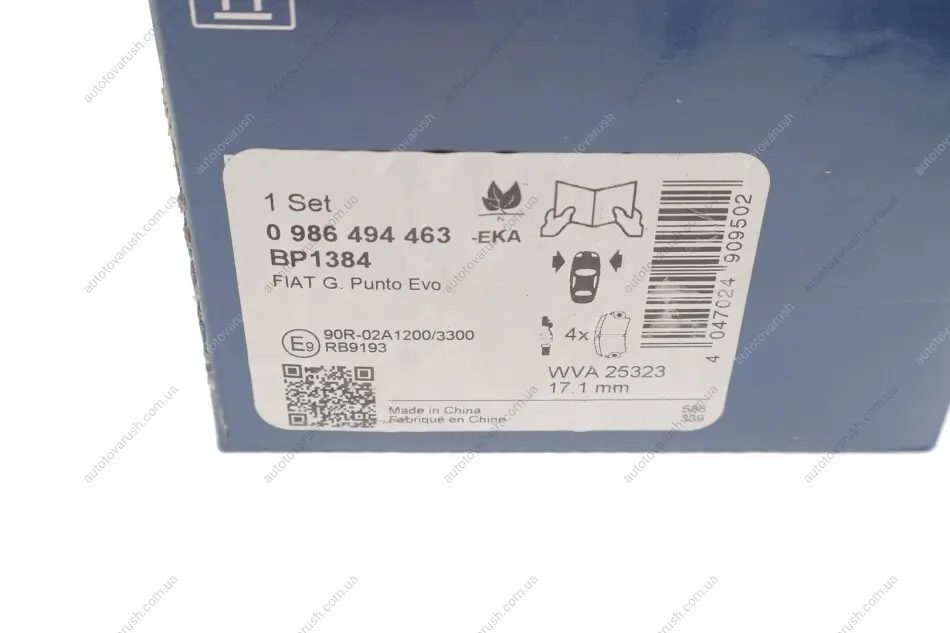 1 Set
0 986 494 463 -EKA
BP1384
FIAT G. Punto Evo
E9 90R-02A1200/3300
RB9193
4x
WVA 25323
17.1 mm
Made in China
Fabriqué en Chine
4 047024 909502
autotovarush.com.ua